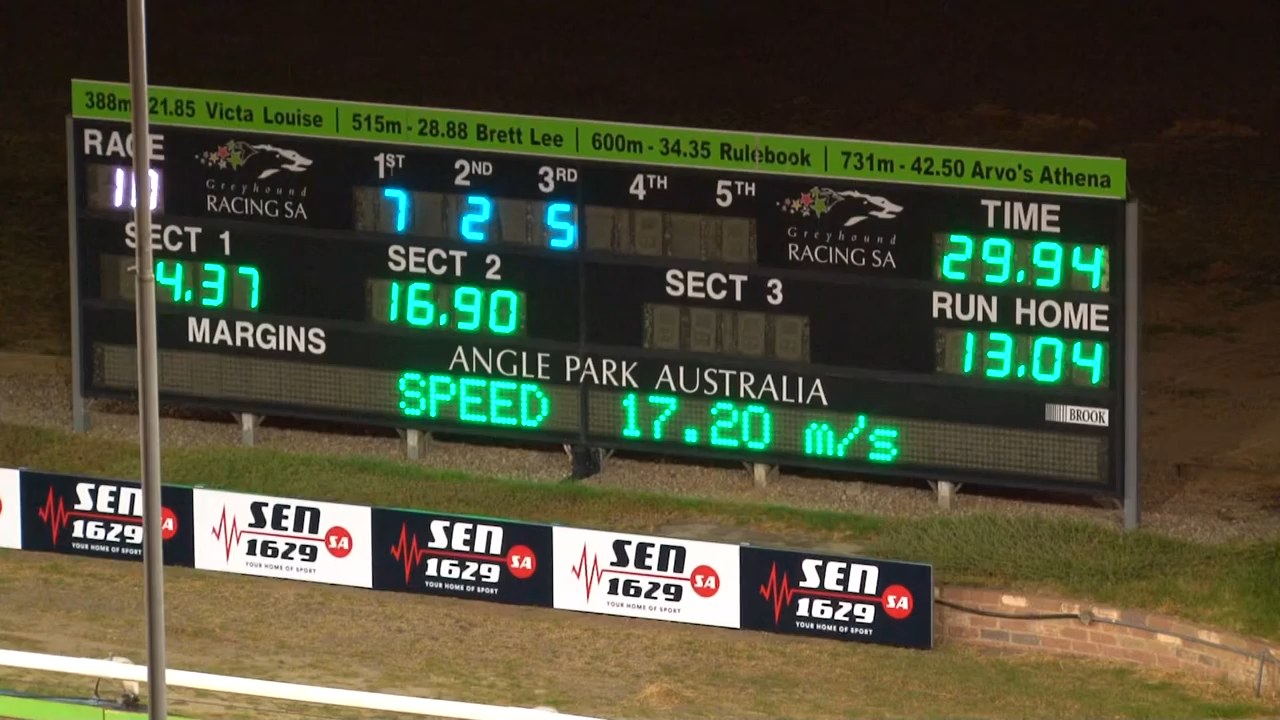 388m 21.85 Victa Louise | 515m - 28.88 Brett Lee | 600m - 34.35 Rulebook | 731m - 42.50 Arvo's Athena
RACE
10
Greyhound
RACING SA
1ST 2ND 3RD 4TH 5TH
7 2 5
Greyhound
RACING SA
TIME
29.94
SECT 1
4.37
SECT 2
16.90
SECT 3
RUN HOME
13.04
MARGINS
ANGLE PARK AUSTRALIA
SPEED 17.20 m/s
BROOK
SEN
1629 SA
YOUR HOME OF SPORT
SEN
1629 SA
YOUR HOME OF SPORT
SEN
1629 SA
YOUR HOME OF SPORT
SEN
1629 SA
YOUR HOME OF SPORT
SEN
1629 SA
YOUR HOME OF SPORT